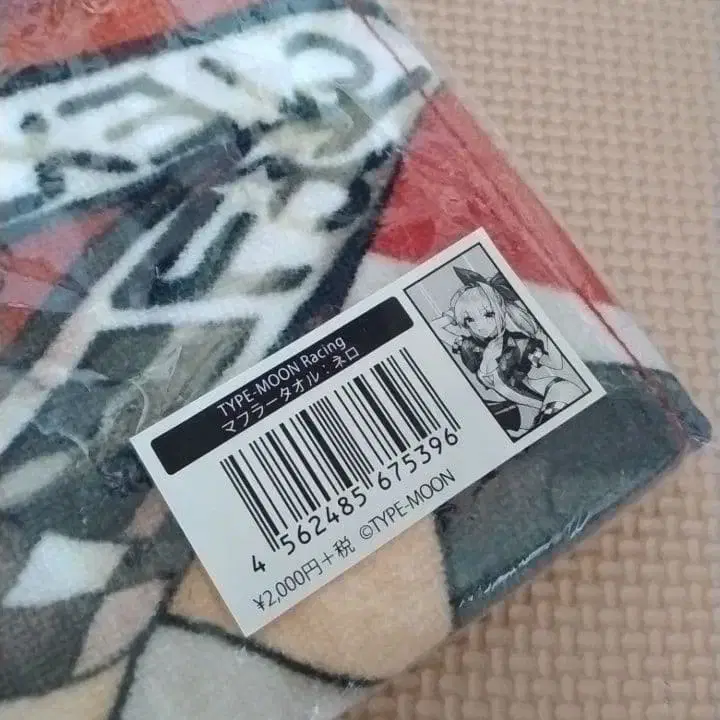 TYPE-MOON Racing
マフラータオル：ネロ
4 562485 675396
¥2,000円＋税 ©TYPE-MOON